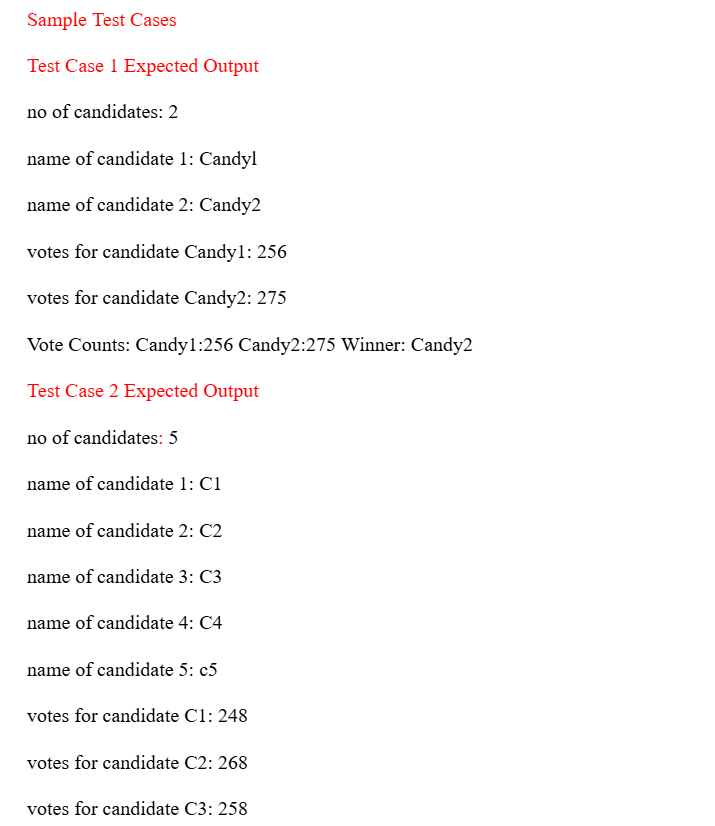 Sample Test Cases
Test Case 1 Expected Output
no of candidates: 2
name of candidate 1: Candyl
name of candidate 2: Candy2
votes for candidate Candy1: 256
votes for candidate Candy2: 275
Vote Counts: Candy1:256 Candy2:275 Winner: Candy2
Test Case 2 Expected Output
no of candidates: 5
name of candidate 1: C1
name of candidate 2: C2
name of candidate 3: C3
name of candidate 4: C4
name of candidate 5: c5
votes for candidate C1: 248
votes for candidate C2: 268
votes for candidate C3: 258